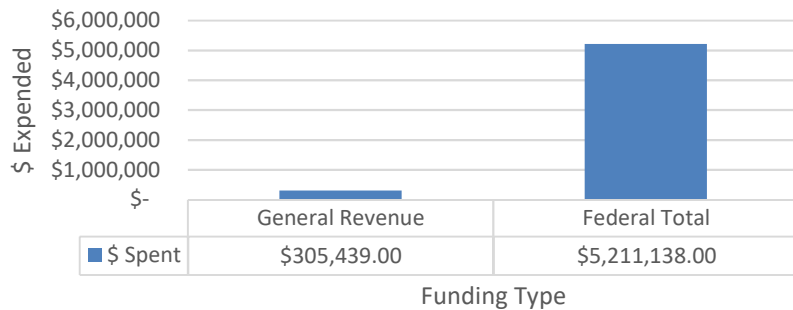 $6,000,000
$5,000,000
$4,000,000
$3,000,000
$2,000,000
$1,000,000
$-
$ Expended
General Revenue Federal Total
$ Spent $305,439.00 $5,211,138.00
Funding Type